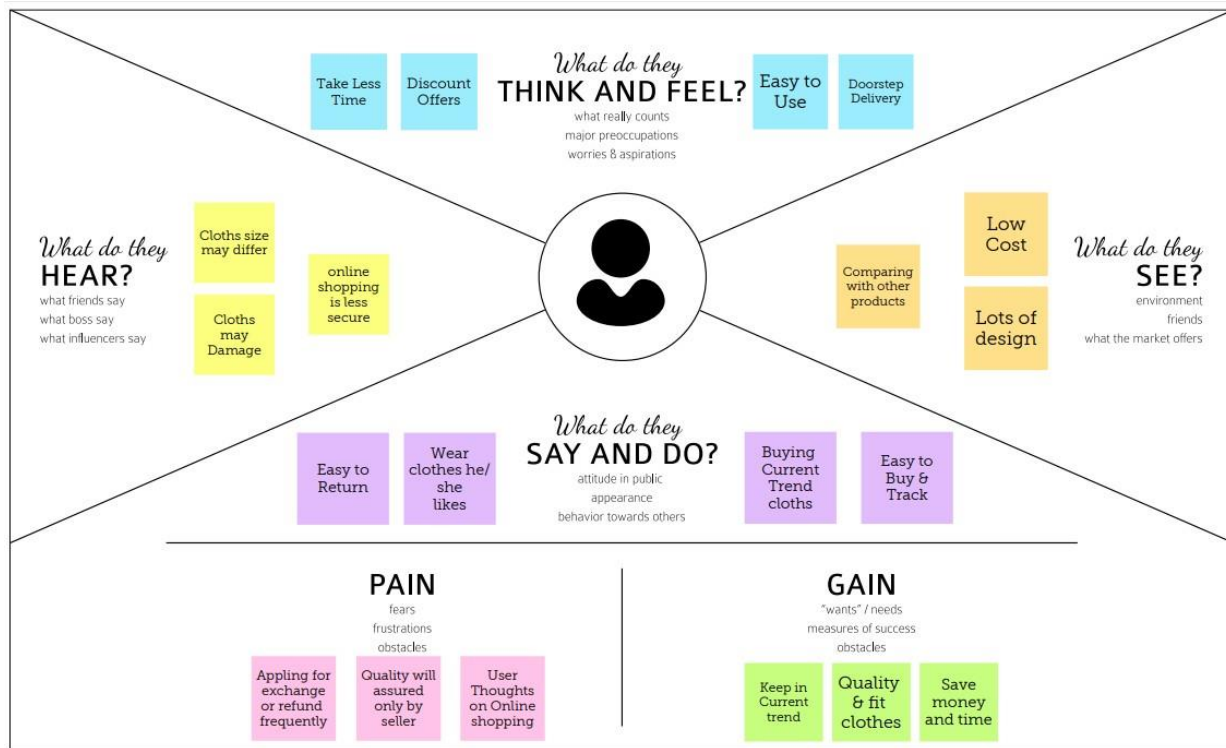 Take Less
Time
Discount
Offers
What do they
THINK AND FEEL?
what really counts
major preoccupations
worries & aspirations
Easy to
Use
Doorstep
Delivery
What do they
HEAR?
what friends say
what boss say
what influencers say
Cloths size
may differ
Cloths
may
Damage
online
shopping
is less
secure
Comparing
with other
products
Low
Cost
Lots of
design
What do they
SEE?
environment
friends
what the market offers
Easy to
Return
Wear
clothes he/
she
likes
What do they
SAY AND DO?
attitude in public
appearance
behavior towards others
Buying
Current
Trend
cloths
Easy to
Buy &
Track
PAIN
fears
frustrations
obstacles
Appling for
exchange
or refund
frequently
Quality will
assured
only by
seller
User
Thoughts
on Online
shopping
GAIN
"wants" / needs
measures of success
obstacles
Keep in
Current
trend
Quality
& fit
clothes
Save
money
and time